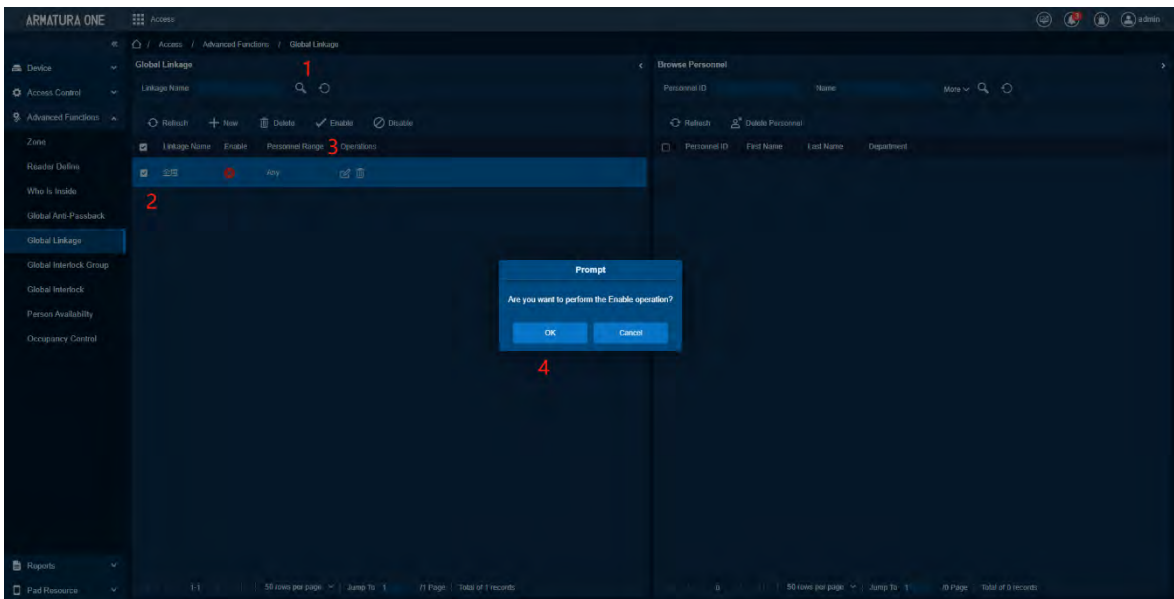 ARMATURA ONE
Access
admin
/ Access / Advanced Functions / Global Linkage
Device
Access Control
Advanced Functions
Zone
Reader Define
Who Is Inside
Global Anti-Passback
Global Linkage
Global Interlock Group
Global Interlock
Person Availability
Occupancy Control
Reports
Pad Resource
Global Linkage
1
Linkage Name
Refresh New Delete Enable Disable
3
Linkage Name Enable Personnel Range Operations
Any
2
1-1 50 rows per page Jump To 1 /1 Page Total of 1 records
Browse Personnel
Personnel ID Name More
Refresh Delete Personnel
Personnel ID First Name Last Name Department
0 50 rows per page Jump To 1 /0 Page Total of 0 records
Prompt
Are you want to perform the Enable operation?
OK Cancel
4